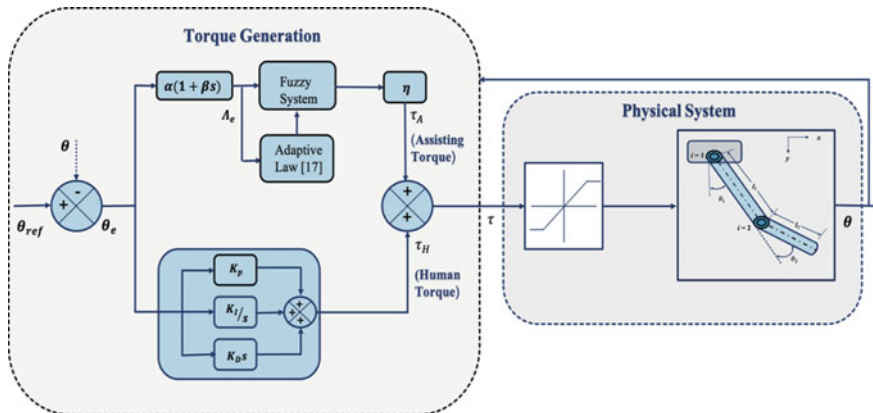 Torque Generation
α(1 + βs)
Fuzzy
System
η
Λe
Adaptive
Law [17]
τA
(Assisting
Torque)
θ
-
+
θref
θe
+
+
τ
τH
(Human
Torque)
Kp
KI/s
KDs
+
+
+
Physical System
x
y
i = 1
θ1
L1
i = 2
L2
θ2
θ